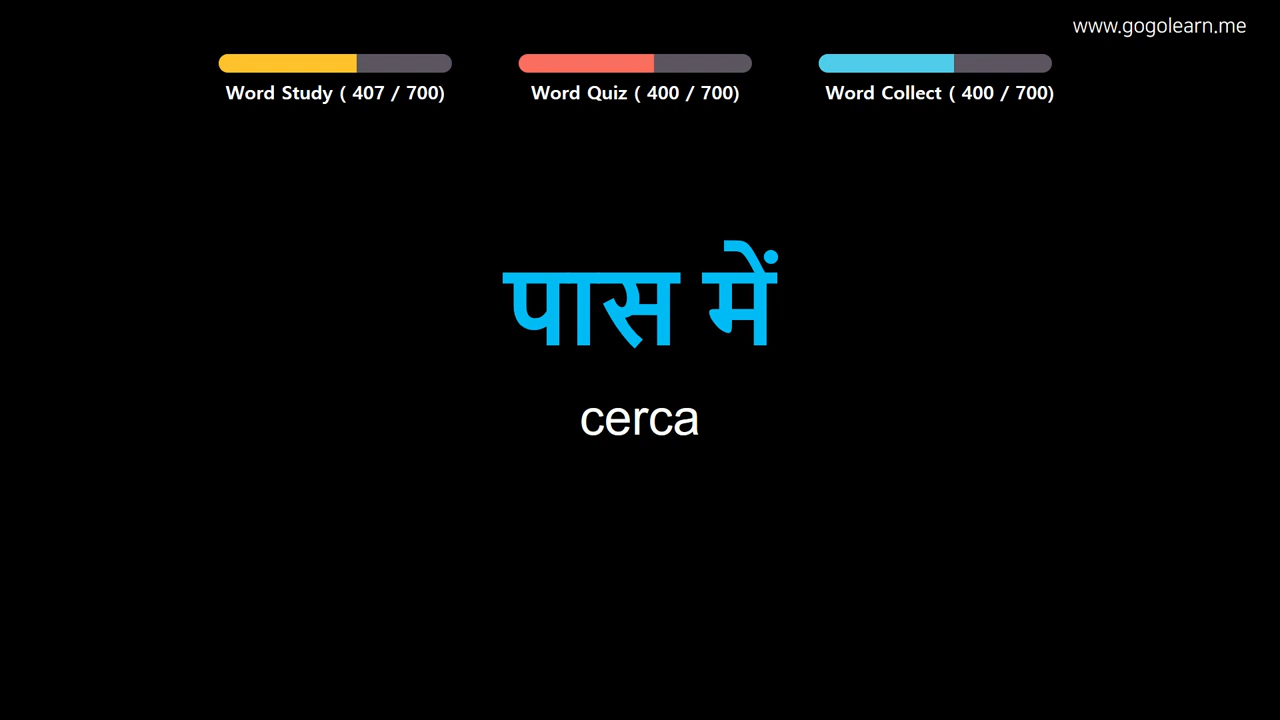 www.gogolearn.me
Word Study ( 407 / 700)
Word Quiz ( 400 / 700)
Word Collect ( 400 / 700)
पास में
cerca